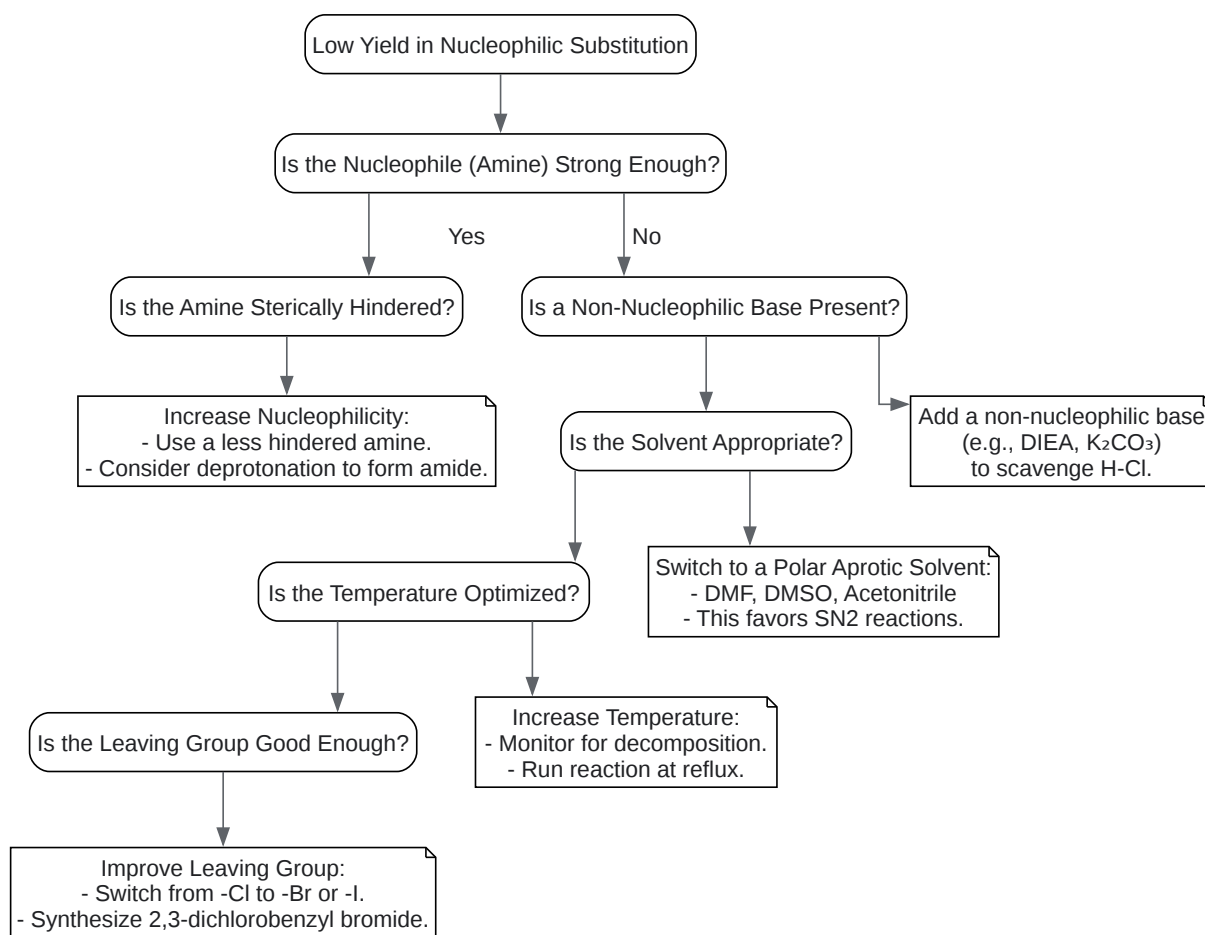 Low Yield in Nucleophilic Substitution
Is the Nucleophile (Amine) Strong Enough?
Yes
No
Is the Amine Sterically Hindered?
Is a Non-Nucleophilic Base Present?
Increase Nucleophilicity:
- Use a less hindered amine.
- Consider deprotonation to form amide.
Is the Solvent Appropriate?
Add a non-nucleophilic base
(e.g., DIEA, K₂CO₃)
to scavenge H-Cl.
Is the Temperature Optimized?
Switch to a Polar Aprotic Solvent:
- DMF, DMSO, Acetonitrile
- This favors SN2 reactions.
Is the Leaving Group Good Enough?
Increase Temperature:
- Monitor for decomposition.
- Run reaction at reflux.
Improve Leaving Group:
- Switch from -Cl to -Br or -I.
- Synthesize 2,3-dichlorobenzyl bromide.